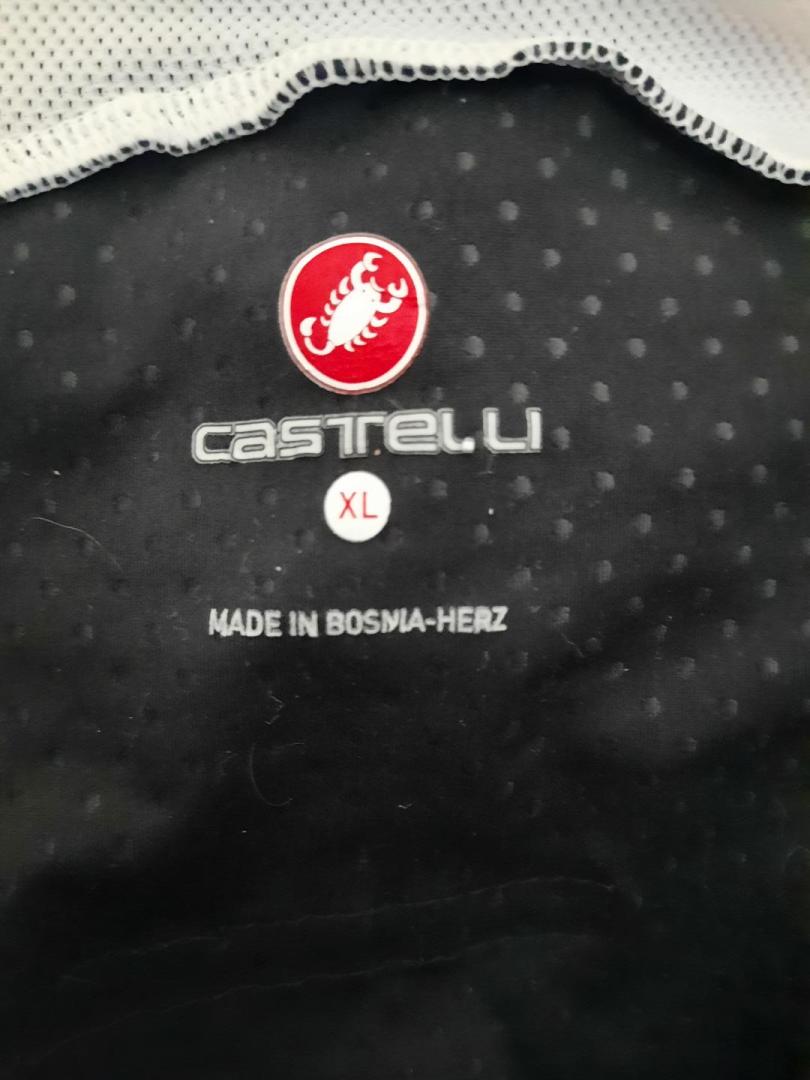 castelli
XL
MADE IN BOSNIA-HERZ